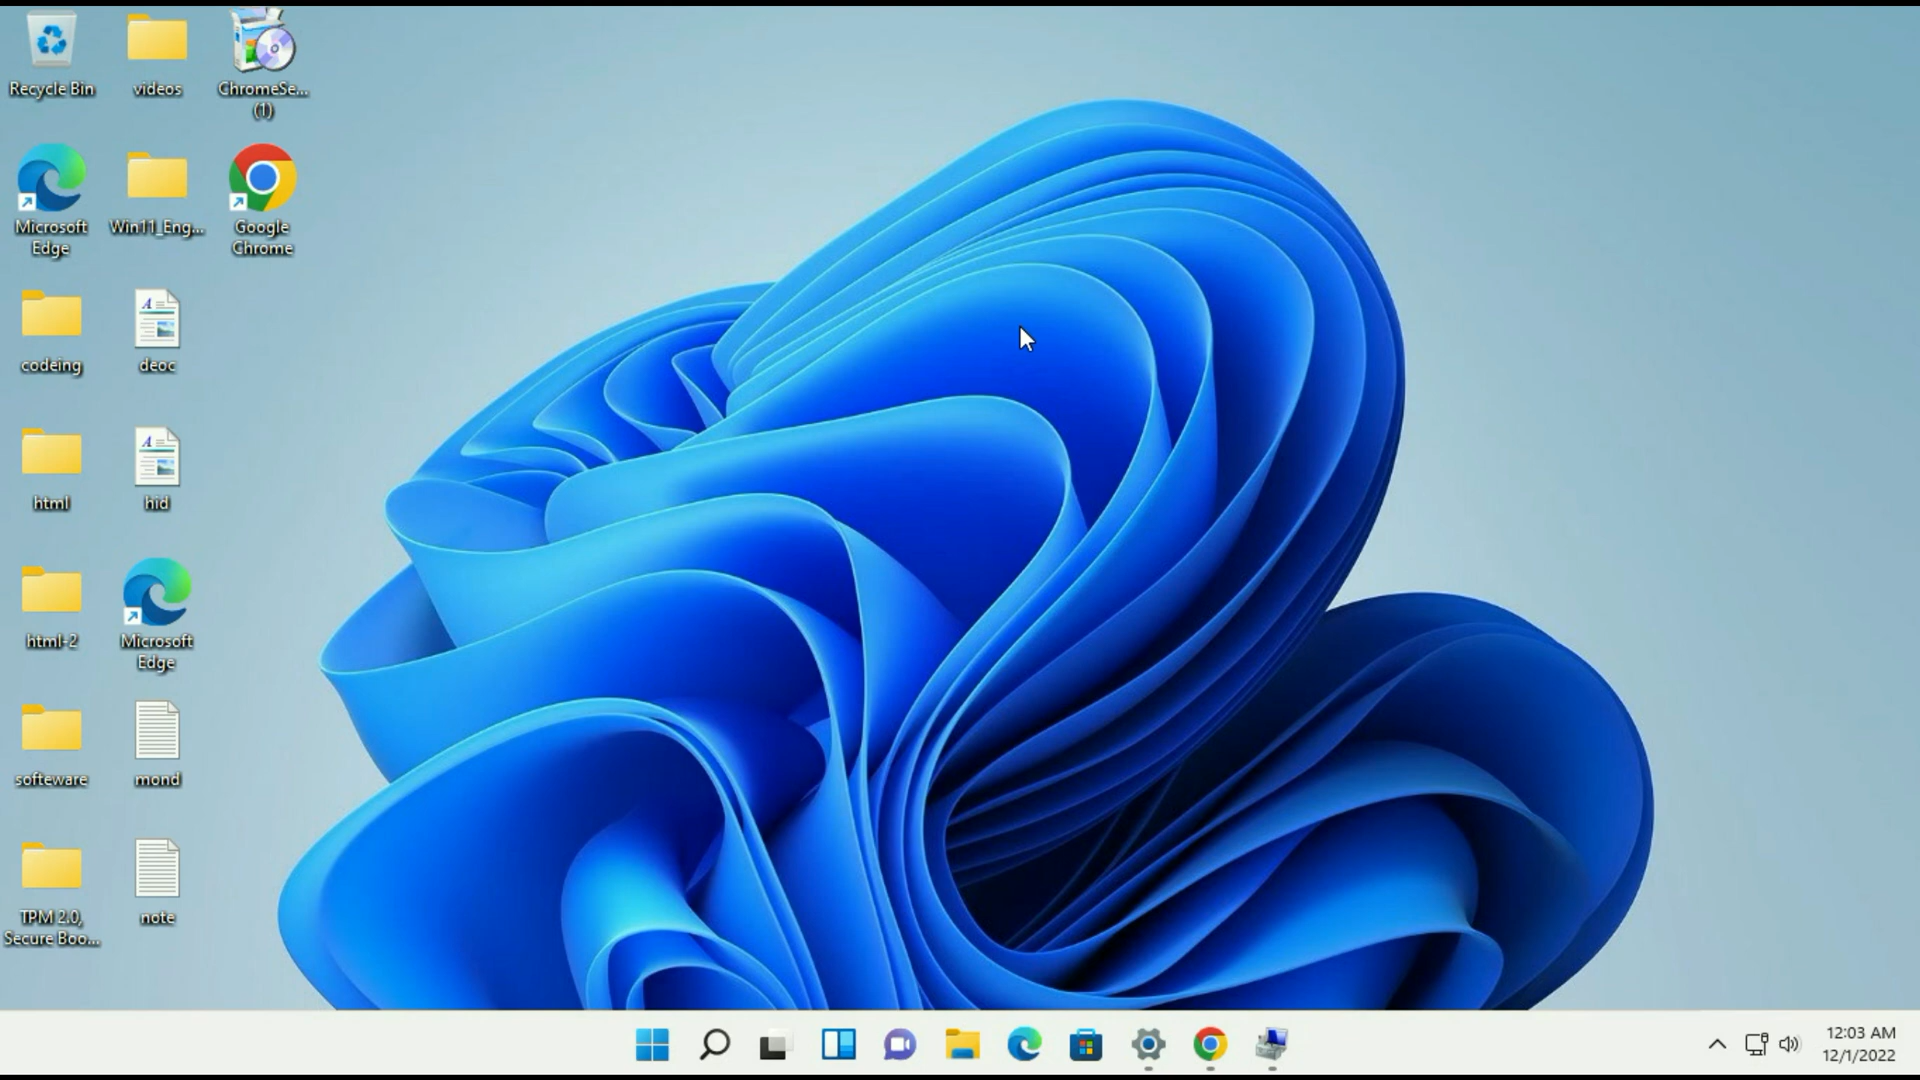 Recycle Bin
videos
ChromeSe...
(1)
Microsoft
Edge
Win11_Eng...
Google
Chrome
codeing
deoc
html
hid
html-2
Microsoft
Edge
softeware
mond
TPM 2.0,
Secure Boo...
note
12:03 AM
12/1/2022